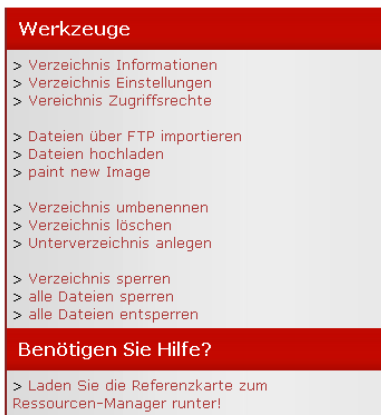 Werkzeuge
> Verzeichnis Informationen
> Verzeichnis Einstellungen
> Vereichnis Zugriffsrechte
> Dateien über FTP importieren
> Dateien hochladen
> paint new Image
> Verzeichnis umbenennen
> Verzeichnis löschen
> Unterverzeichnis anlegen
> Verzeichnis sperren
> alle Dateien sperren
> alle Dateien entsperren
Benötigen Sie Hilfe?
> Laden Sie die Referenzkarte zum
Ressourcen-Manager runter!